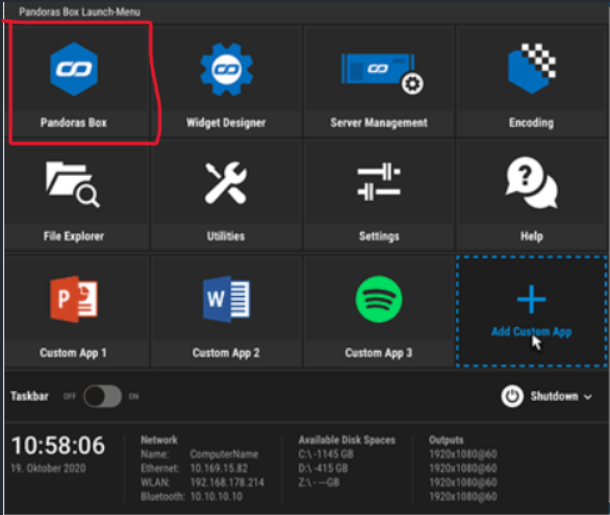 Pandoras Box Launch-Menu
Pandoras Box Widget Designer Server Management Encoding
File Explorer Utilities Settings Help
P W Add Custom App
Custom App 1 Custom App 2 Custom App 3
Taskbar OFF ON Shutdown
10:58:06
19. Oktober 2020
Network
Name: ComputerName
Ethernet: 10.169.15.82
WLAN: 192.168.178.214
Bluetooth: 10.10.10.10
Available Disk Spaces
C:\ -1145 GB
D:\ -415 GB
Z:\ - ---GB
Outputs
1920x1080@60
1920x1080@60
1920x1080@60
1920x1080@60